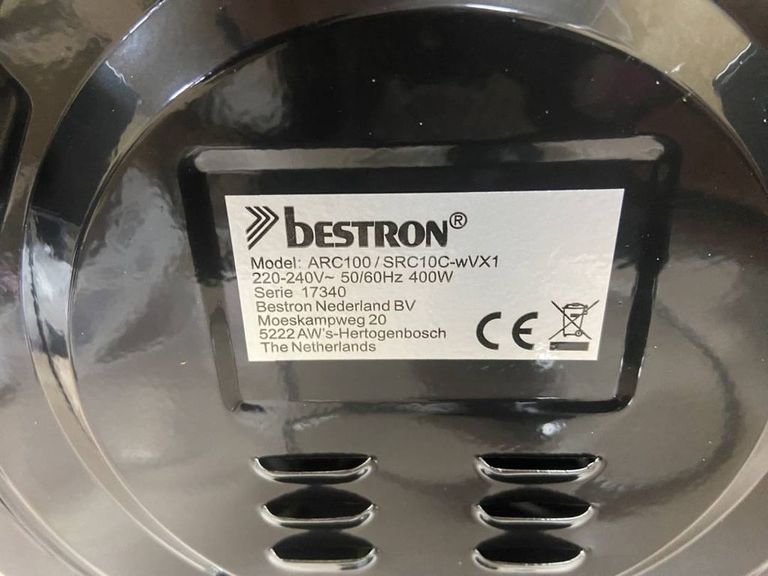 bESTRON®
Model: ARC100 / SRC10C-wVX1
220-240V~ 50/60Hz 400W
Serie 17340
Bestron Nederland BV
Moeskampweg 20
5222 AW's-Hertogenbosch
The Netherlands
CE